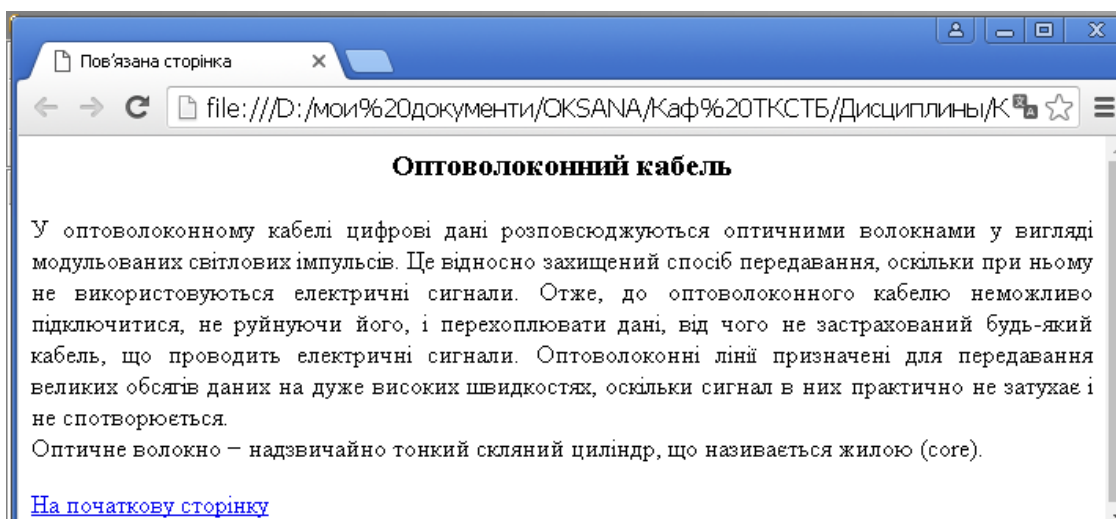 Пов'язана сторінка
file:///D:/мои%20документи/OKSANA/Каф%20ТКСТБ/Дисциплины/К
Оптоволоконний кабель
У оптоволоконному кабелі цифрові дані розповсюджуються оптичними волокнами у вигляді
модульованих світлових імпульсів. Це відносно захищений спосіб передавання, оскільки при ньому
не використовуються електричні сигнали. Отже, до оптоволоконного кабелю неможливо
підключитися, не руйнуючи його, і перехоплювати дані, від чого не застрахований будь-який
кабель, що проводить електричні сигнали. Оптоволоконні лінії призначені для передавання
великих обсягів даних на дуже високих швидкостях, оскільки сигнал в них практично не затухає і
не спотворюється.
Оптичне волокно − надзвичайно тонкий скляний циліндр, що називається жилою (core).
На початкову сторінку